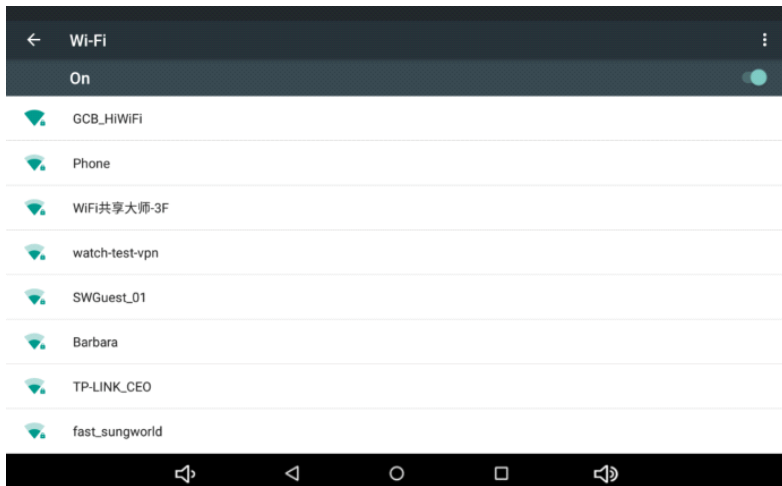 Wi-Fi
On
GCB_HiWiFi
Phone
WiFi共享大师-3F
watch-test-vpn
SWGuest_01
Barbara
TP-LINK_CEO
fast_sungworld